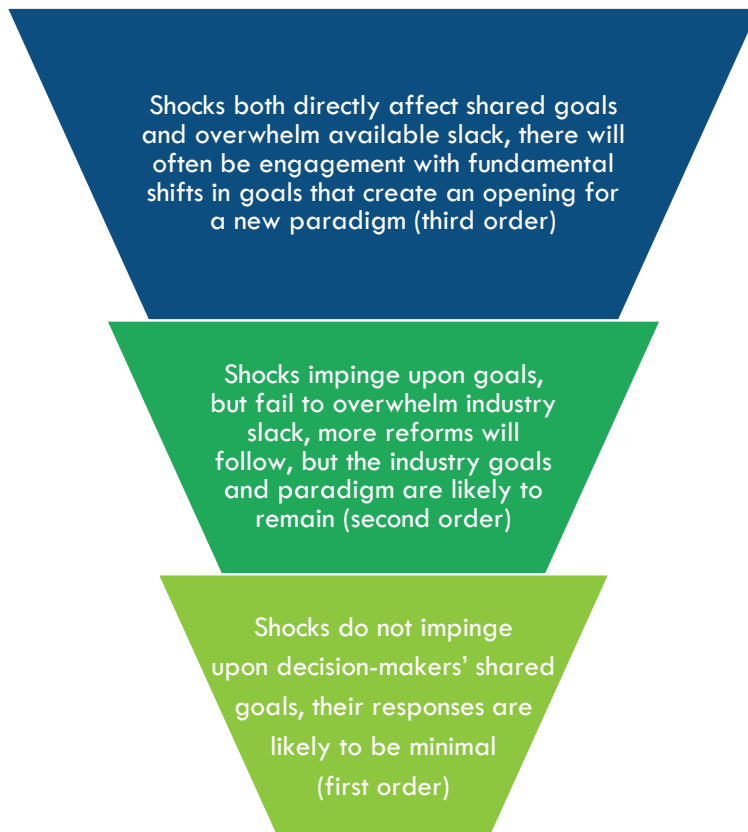 Shocks both directly affect shared goals
and overwhelm available slack, there will
often be engagement with fundamental
shifts in goals that create an opening for
a new paradigm (third order)
Shocks impinge upon goals,
but fail to overwhelm industry
slack, more reforms will
follow, but the industry goals
and paradigm are likely to
remain (second order)
Shocks do not impinge
upon decision-makers’ shared
goals, their responses are
likely to be minimal
(first order)